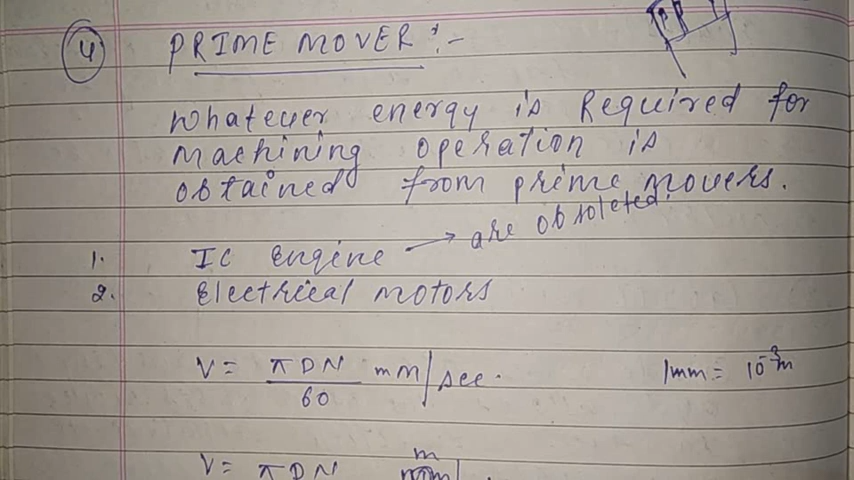 4 PRIME MOVER :-
Whatever energy is Required for
Machining operation is
obtained from prime movers.
1. IC Engine → are obsoleted.
2. Electrical motors
V = πDN/60 mm/sec. 1mm = 10⁻³m
V = πDN m